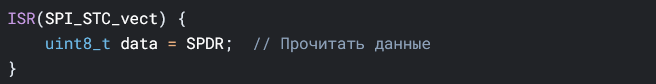 ISR(SPI_STC_vect) {
    uint8_t data = SPDR;  // Прочитать данные
}